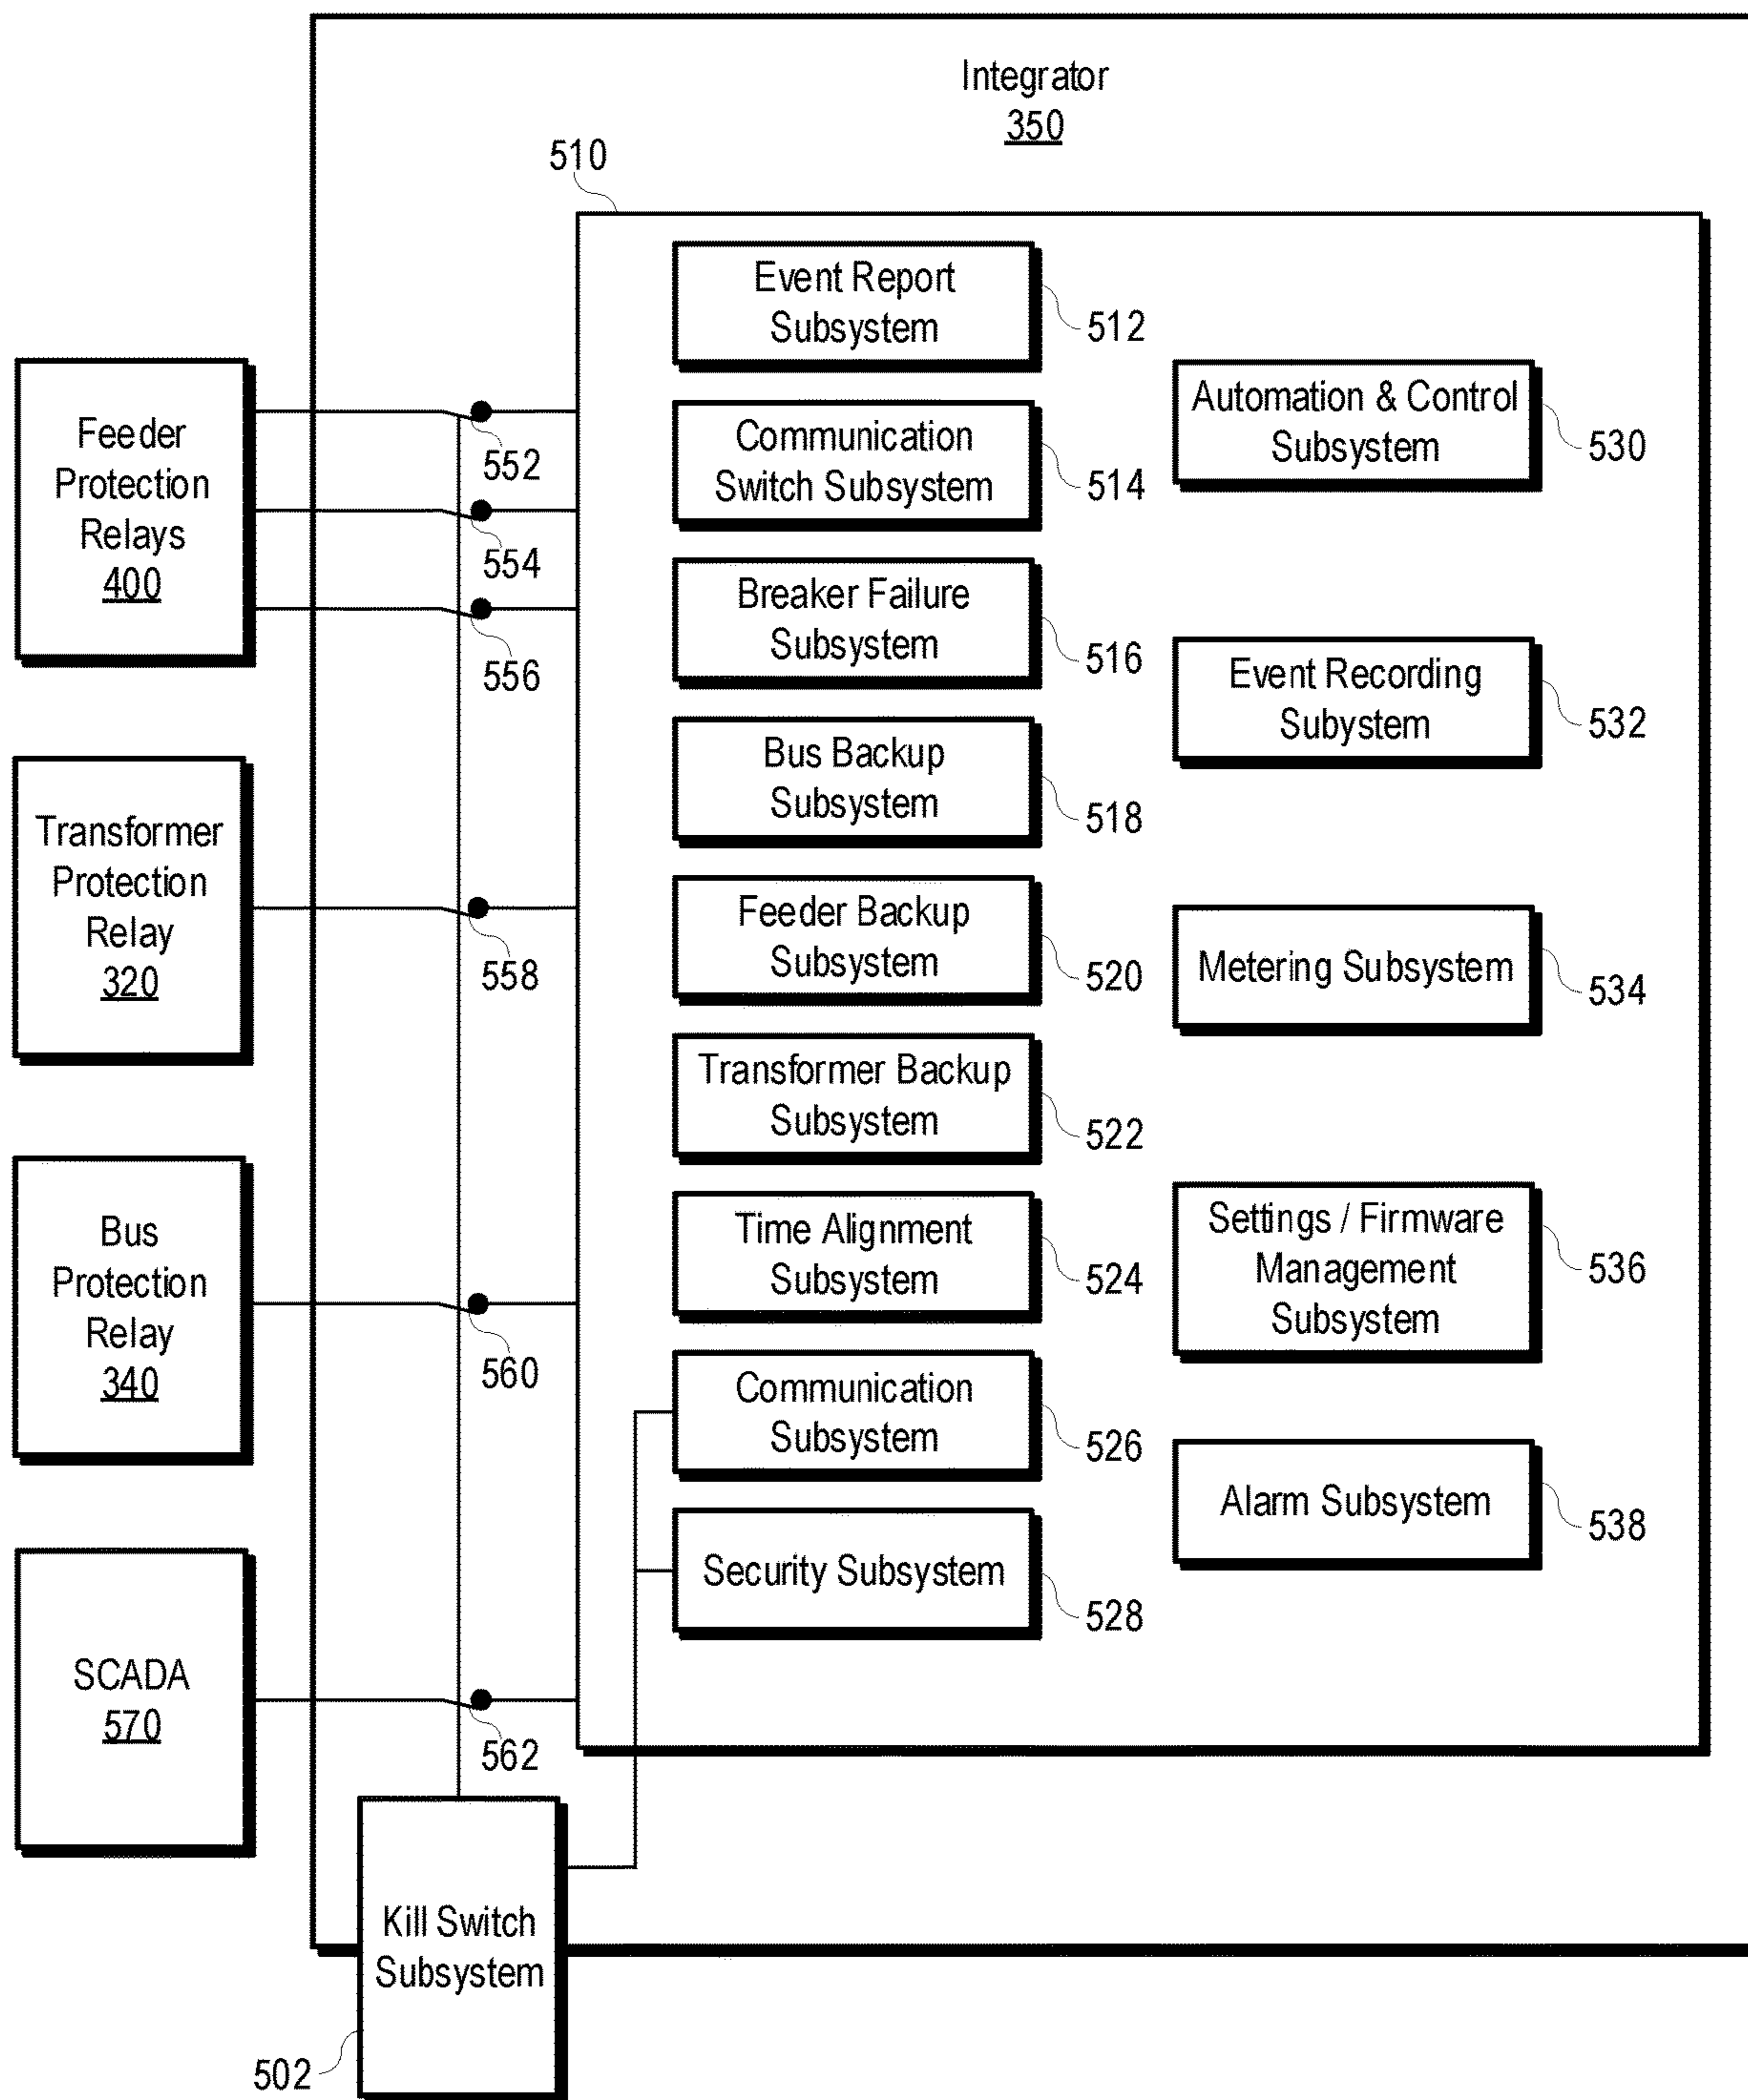 Integrator
350
510
Event Report
Subsystem
512
Communication
Switch Subsystem
514
Breaker Failure
Subsystem
516
Bus Backup
Subsystem
518
Feeder Backup
Subsystem
520
Transformer Backup
Subsystem
522
Time Alignment
Subsystem
524
Communication
Subsystem
526
Security Subsystem
528
Automation & Control
Subsystem
530
Event Recording
Subystem
532
Metering Subsystem
534
Settings / Firmware
Management
Subsystem
536
Alarm Subsystem
538
Feeder
Protection
Relays
400
552
554
556
Transformer
Protection
Relay
320
558
Bus
Protection
Relay
340
560
SCADA
570
562
Kill Switch
Subsystem
502